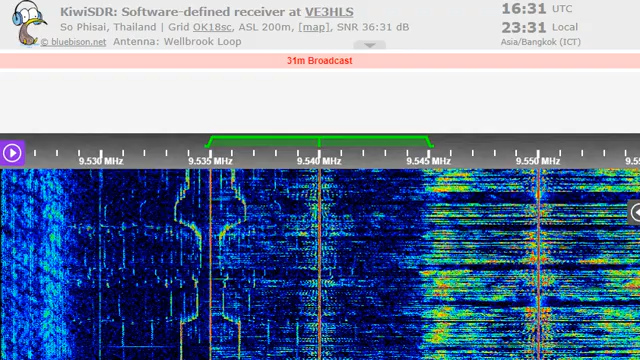 KiwiSDR: Software-defined receiver at VE3HLS
So Phisai, Thailand | Grid OK18sc, ASL 200m, [map], SNR 36:31 dB
© bluebison.net Antenna: Wellbrook Loop
16:31 UTC
23:31 Local
Asia/Bangkok (ICT)
31m Broadcast
9.530 MHz 9.535 MHz 9.540 MHz 9.545 MHz 9.550 MHz